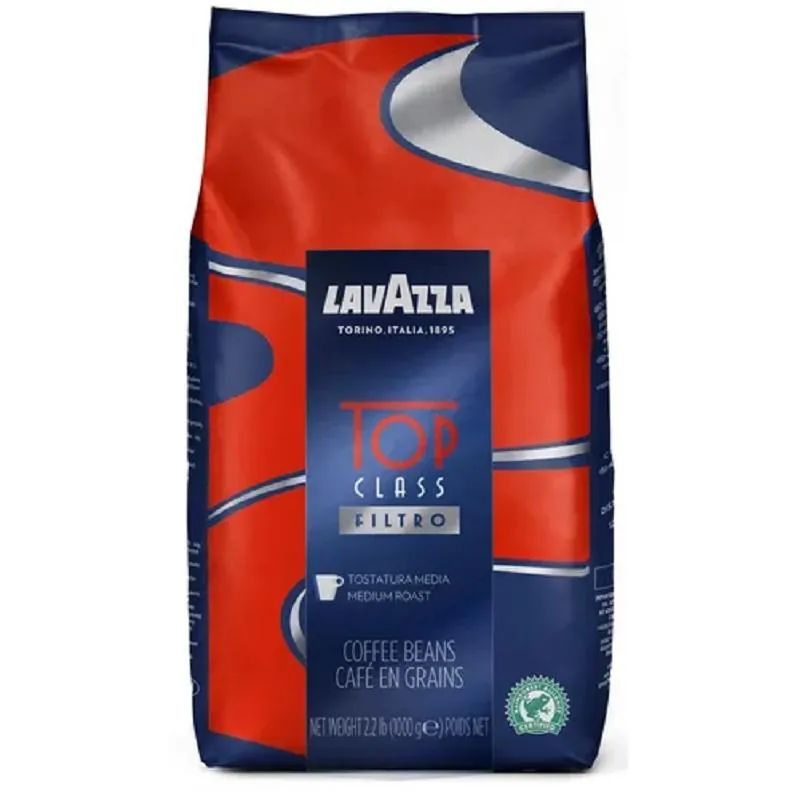 LAVAZZA
TORINO, ITALIA, 1895
TOP
CLASS
FILTRO
TOSTATURA MEDIA
MEDIUM ROAST
COFFEE BEANS
CAFÉ EN GRAINS
NET WEIGHT 2.2 lb (1000 g e) POIDS NET
CERTIFIED